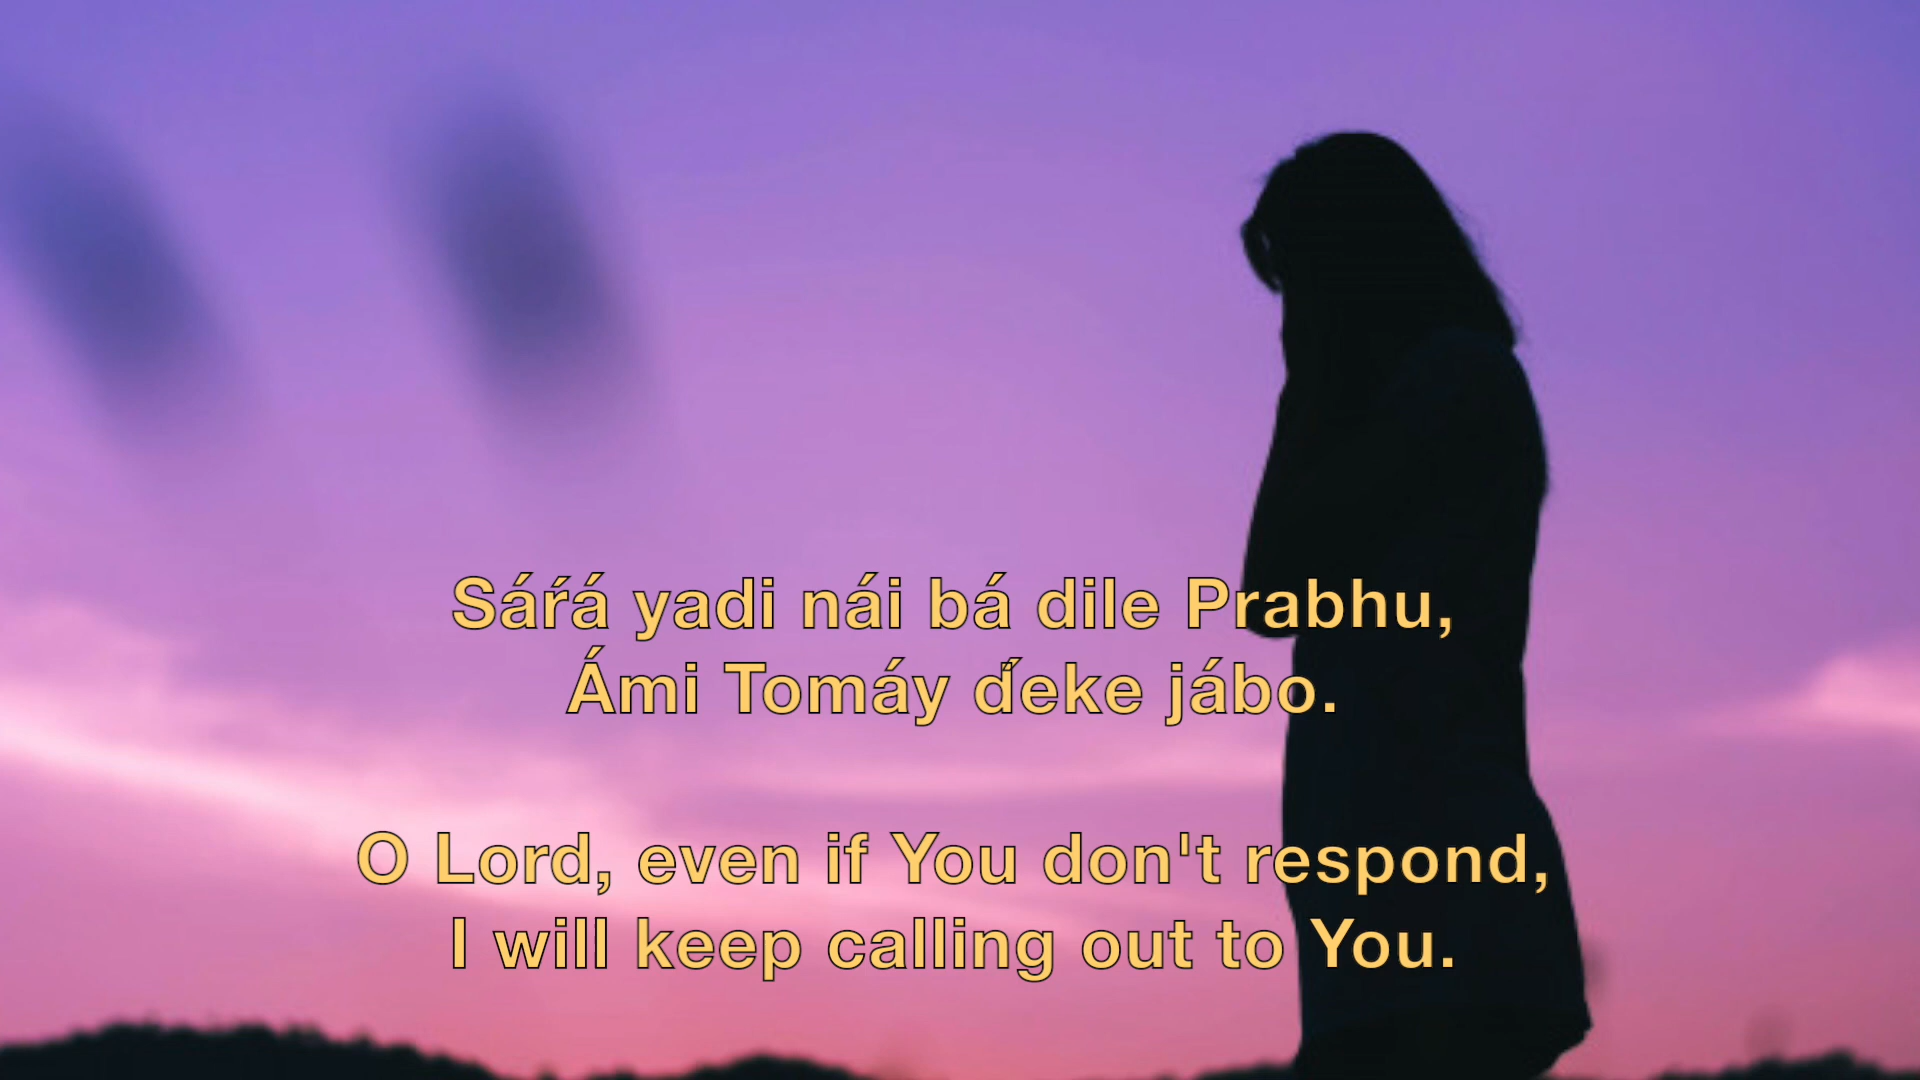 Sáŕá yadi nái bá dile Prabhu,
Ámi Tomáy d́eke jábo.
O Lord, even if You don't respond,
I will keep calling out to You.